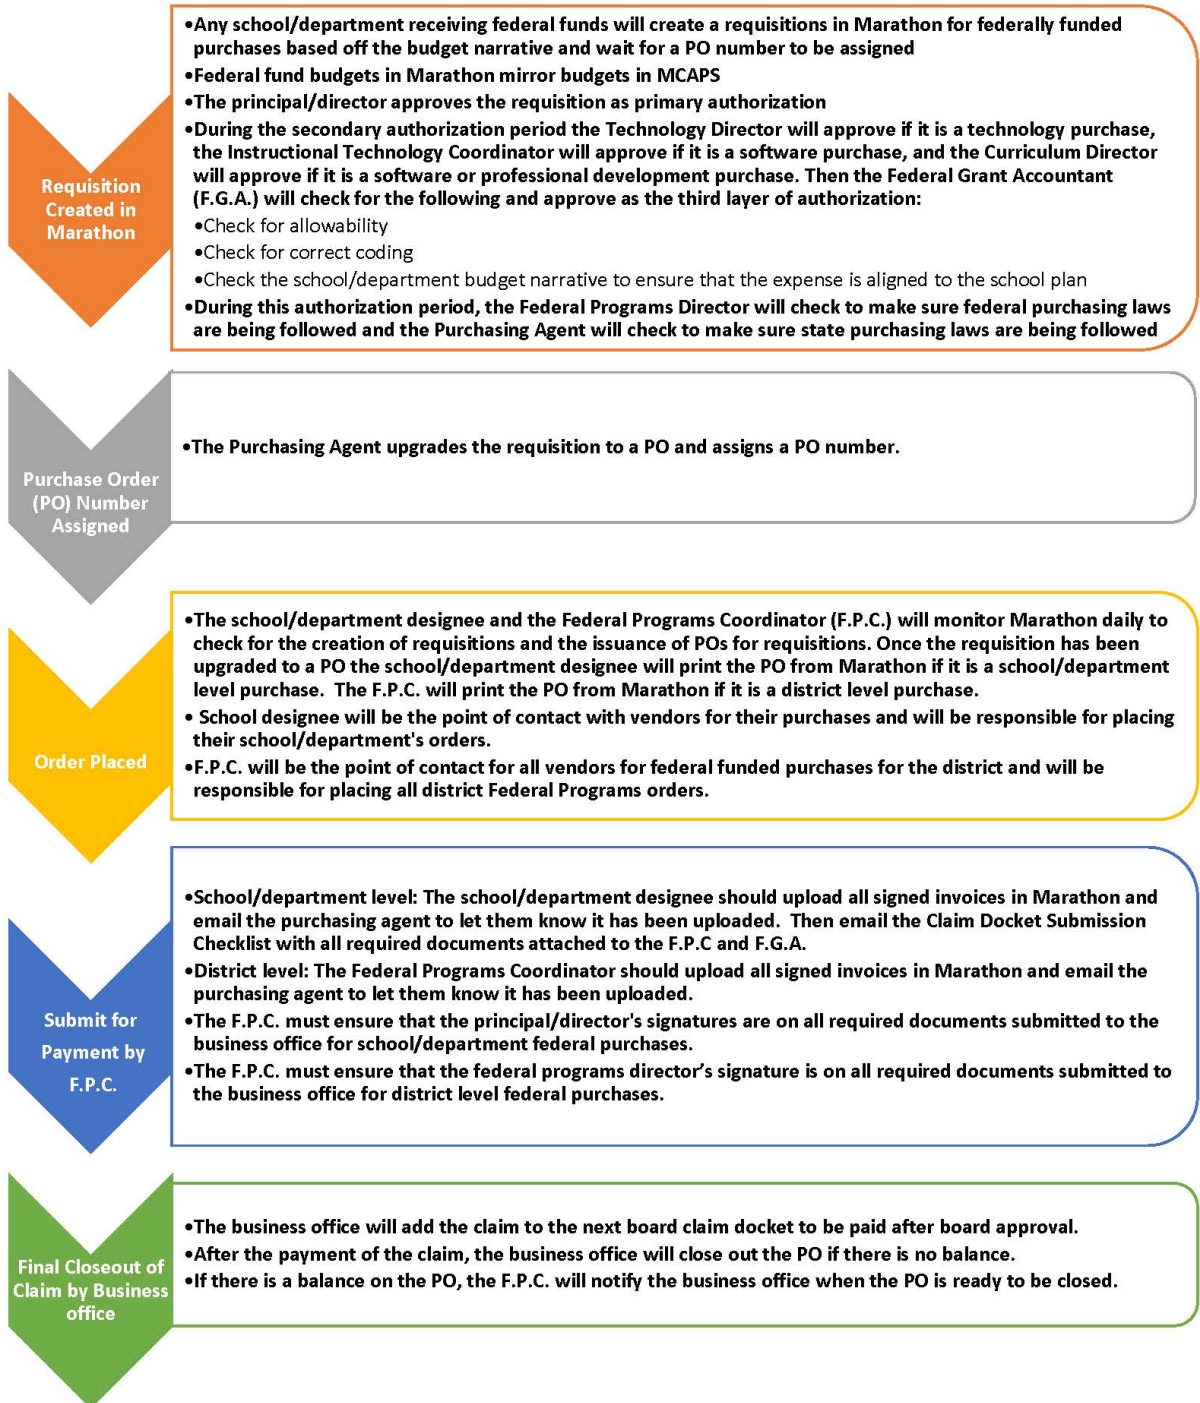 Requisition
Created in
Marathon
•Any school/department receiving federal funds will create a requisitions in Marathon for federally funded
purchases based off the budget narrative and wait for a PO number to be assigned
•Federal fund budgets in Marathon mirror budgets in MCAPS
•The principal/director approves the requisition as primary authorization
•During the secondary authorization period the Technology Director will approve if it is a technology purchase,
the Instructional Technology Coordinator will approve if it is a software purchase, and the Curriculum Director
will approve if it is a software or professional development purchase. Then the Federal Grant Accountant
(F.G.A.) will check for the following and approve as the third layer of authorization:
•Check for allowability
•Check for correct coding
•Check the school/department budget narrative to ensure that the expense is aligned to the school plan
•During this authorization period, the Federal Programs Director will check to make sure federal purchasing laws
are being followed and the Purchasing Agent will check to make sure state purchasing laws are being followed
Purchase Order
(PO) Number
Assigned
•The Purchasing Agent upgrades the requisition to a PO and assigns a PO number.
Order Placed
•The school/department designee and the Federal Programs Coordinator (F.P.C.) will monitor Marathon daily to
check for the creation of requisitions and the issuance of POs for requisitions. Once the requisition has been
upgraded to a PO the school/department designee will print the PO from Marathon if it is a school/department
level purchase.  The F.P.C. will print the PO from Marathon if it is a district level purchase.
• School designee will be the point of contact with vendors for their purchases and will be responsible for placing
their school/department's orders.
•F.P.C. will be the point of contact for all vendors for federal funded purchases for the district and will be
responsible for placing all district Federal Programs orders.
Submit for
Payment by
F.P.C.
•School/department level: The school/department designee should upload all signed invoices in Marathon and
email the purchasing agent to let them know it has been uploaded.  Then email the Claim Docket Submission
Checklist with all required documents attached to the F.P.C and F.G.A.
•District level: The Federal Programs Coordinator should upload all signed invoices in Marathon and email the
purchasing agent to let them know it has been uploaded.
•The F.P.C. must ensure that the principal/director's signatures are on all required documents submitted to the
business office for school/department federal purchases.
•The F.P.C. must ensure that the federal programs director’s signature is on all required documents submitted to
the business office for district level federal purchases.
Final Closeout of
Claim by Business
office
•The business office will add the claim to the next board claim docket to be paid after board approval.
•After the payment of the claim, the business office will close out the PO if there is no balance.
•If there is a balance on the PO, the F.P.C. will notify the business office when the PO is ready to be closed.